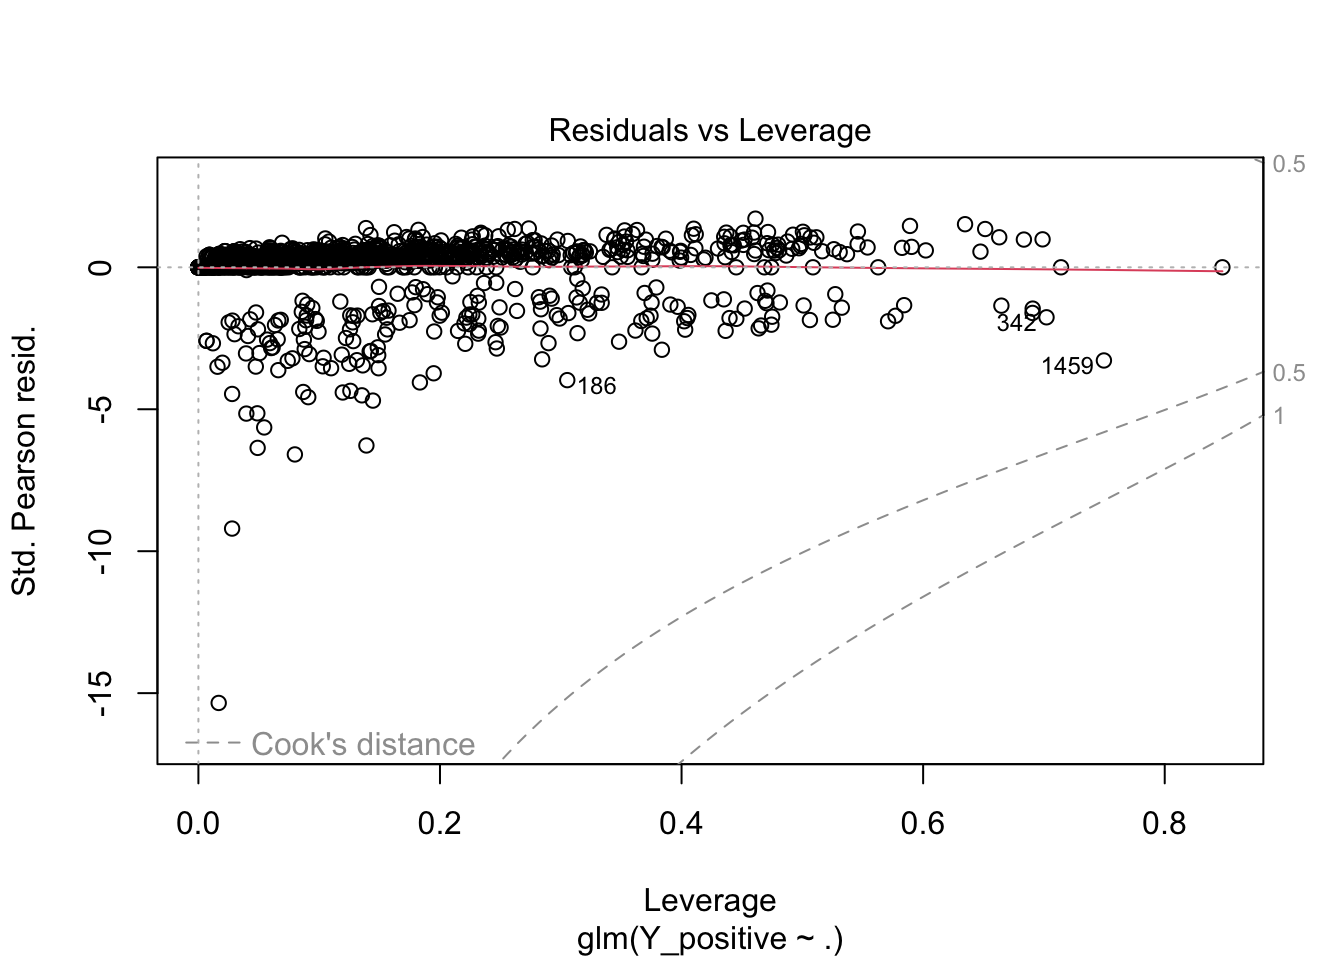 Residuals vs Leverage
Std. Pearson resid.
0
-5
-10
-15
0.5
0.5
1
342
1459
186
Cook's distance
0.0 0.2 0.4 0.6 0.8
Leverage
glm(Y_positive ~ .)